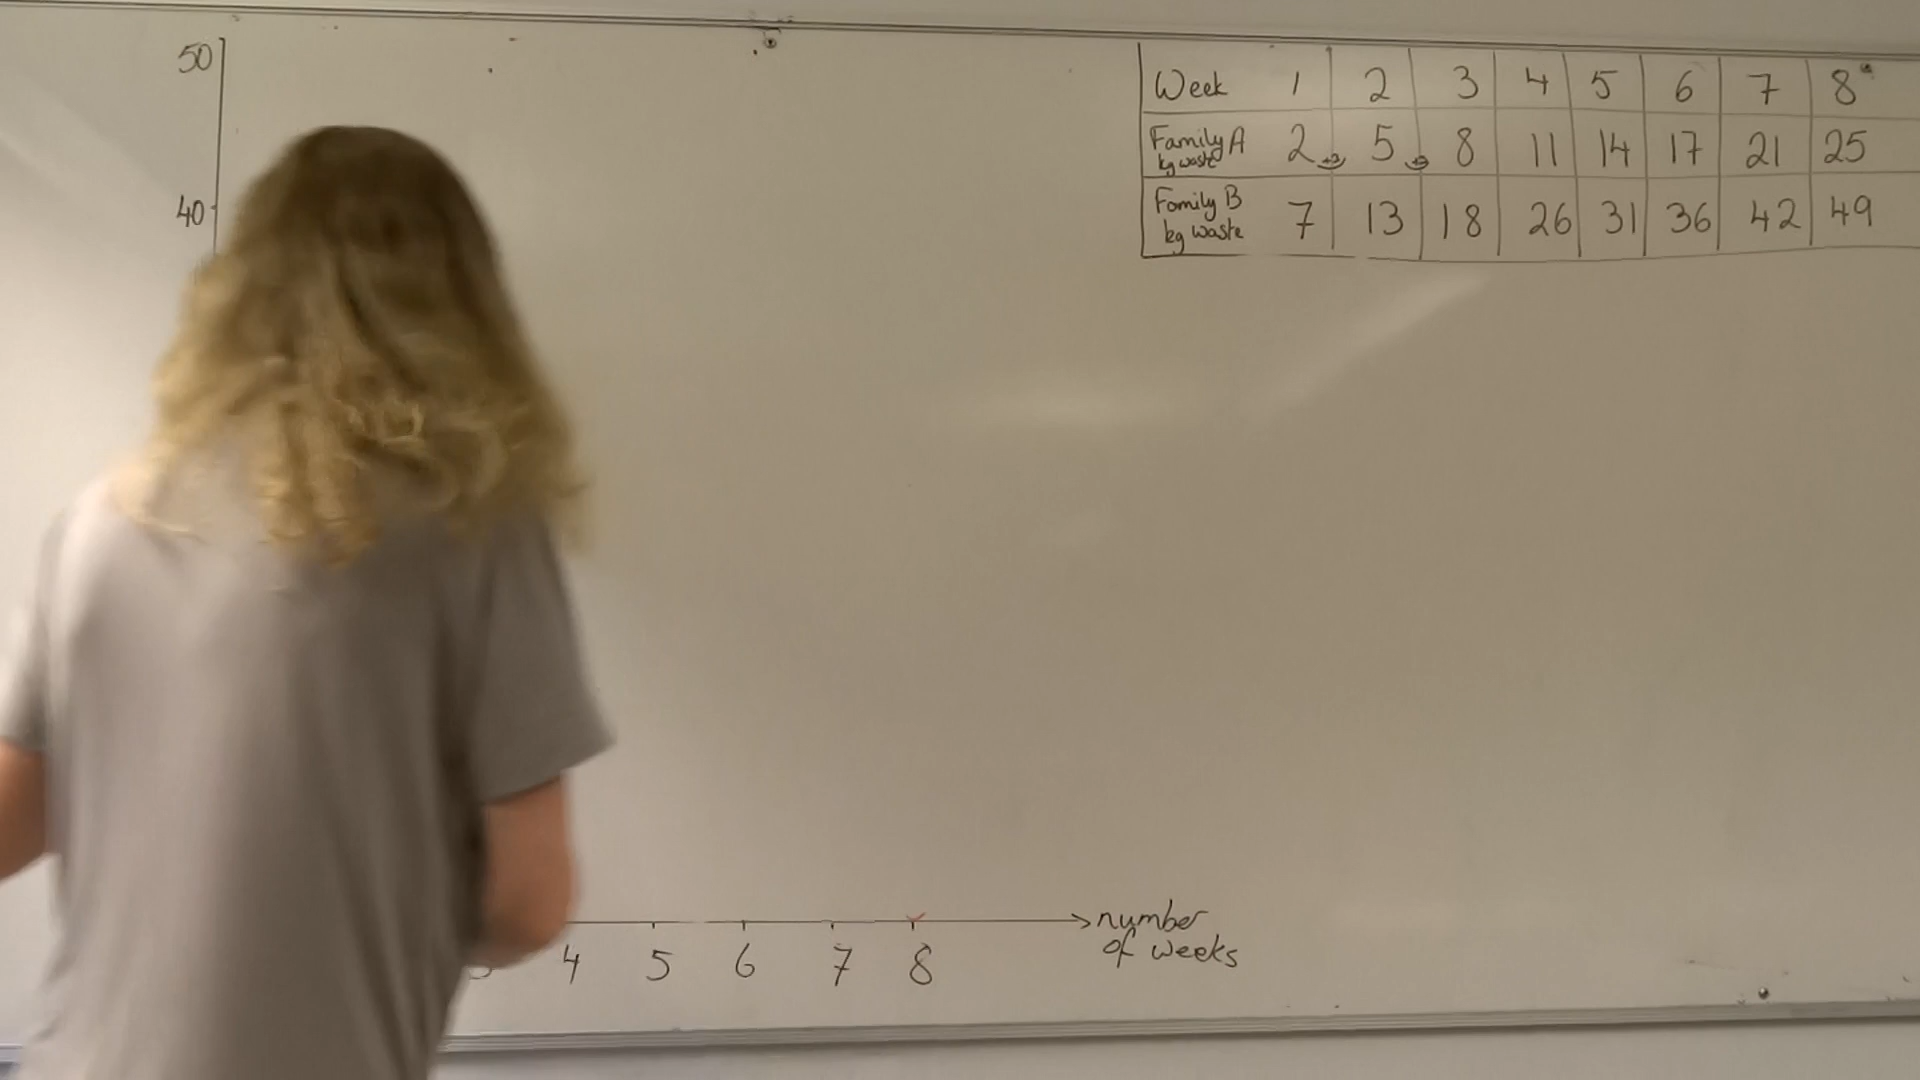 50
40
Week 1 2 3 4 5 6 7 8
Family A
kg waste 2 +3 5 +3 8 11 14 17 21 25
Family B
kg waste 7 13 18 26 31 36 42 49
number
of weeks
4 5 6 7 8